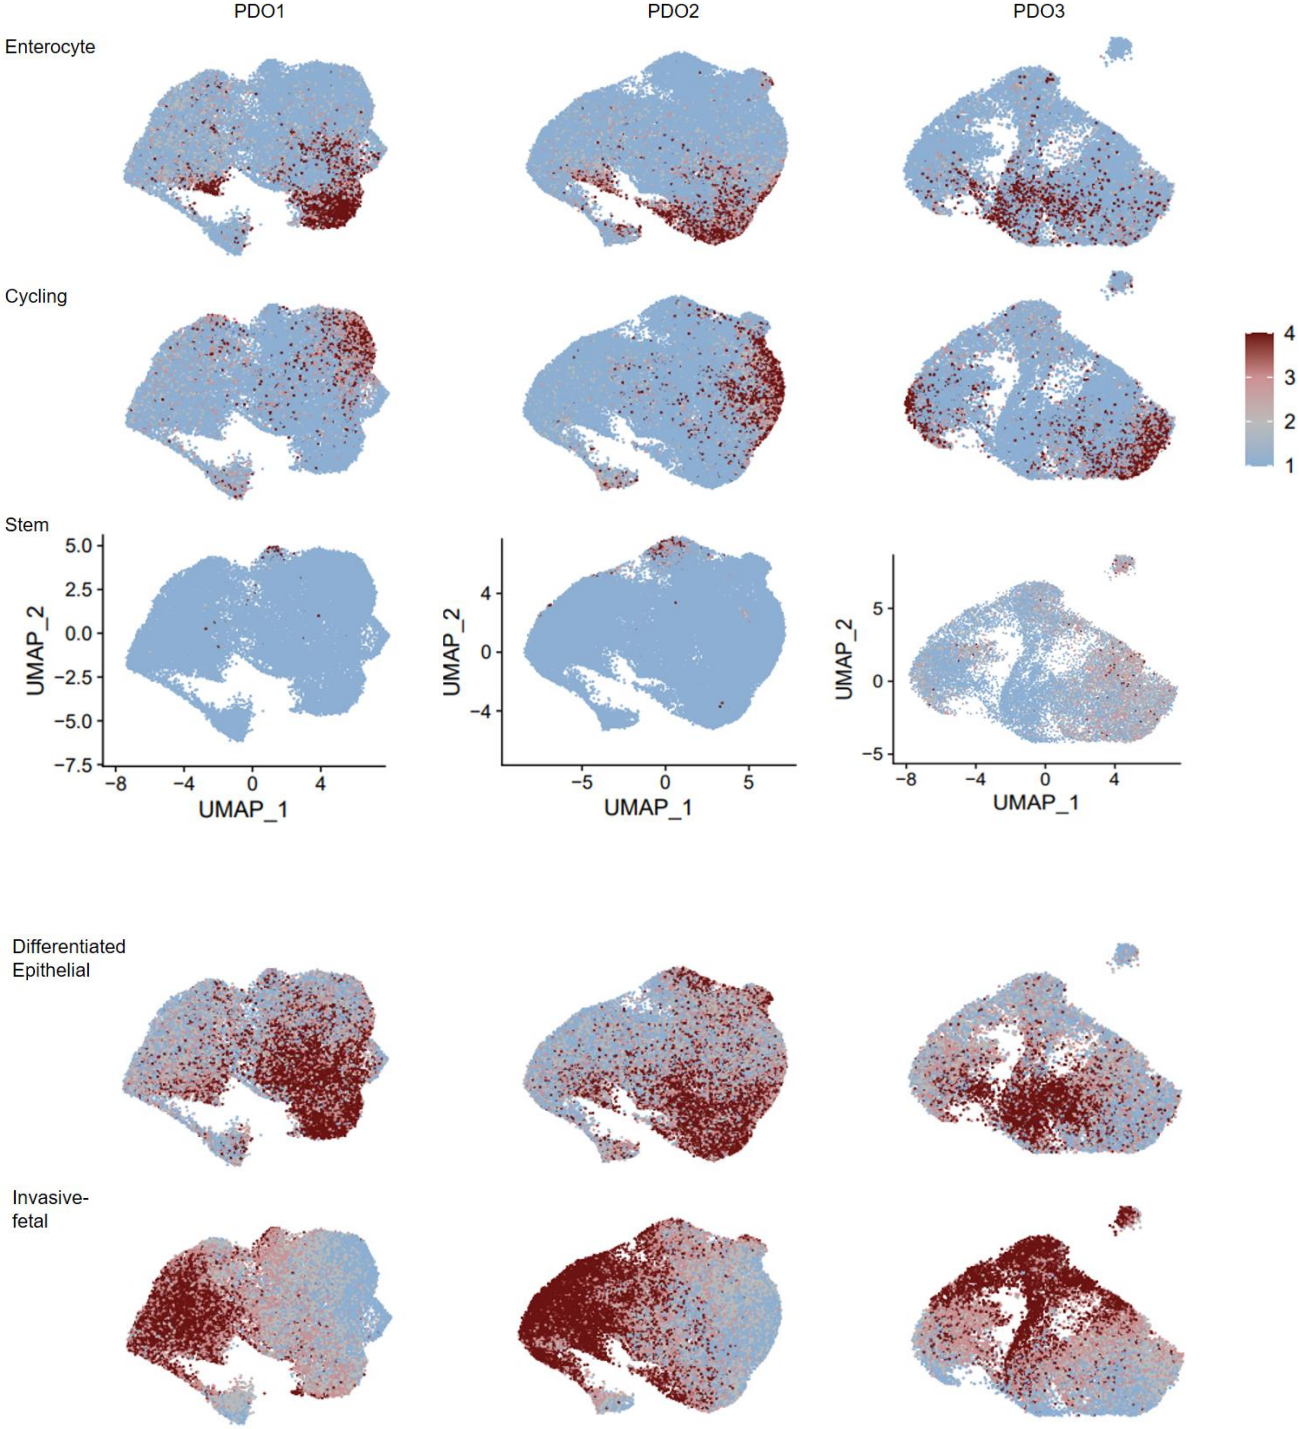 PDO1 PDO2 PDO3
Enterocyte
Cycling
4
3
2
1
Stem
5.0
2.5
0.0
−2.5
−5.0
−7.5
UMAP_2
−8 −4 0 4
UMAP_1
4
0
−4
UMAP_2
−5 0 5
UMAP_1
5
0
−5
UMAP_2
−8 −4 0 4
UMAP_1
Differentiated
Epithelial
Invasive-
fetal